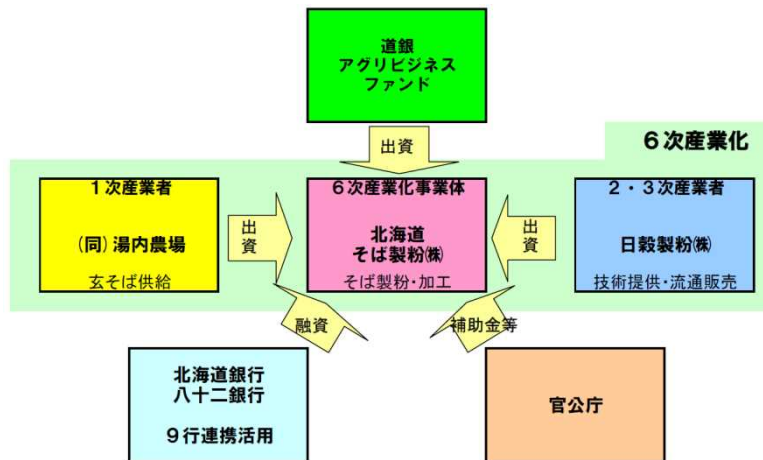 道銀
アグリビジネス
ファンド
出資
６次産業化
１次産業者
(同)湯内農場
玄そば供給
出
資
６次産業化事業体
北海道
そば製粉㈱
そば製粉・加工
出
資
２・３次産業者
日穀製粉㈱
技術提供・流通販売
融資
補助金等
北海道銀行
八十二銀行
９行連携活用
官公庁